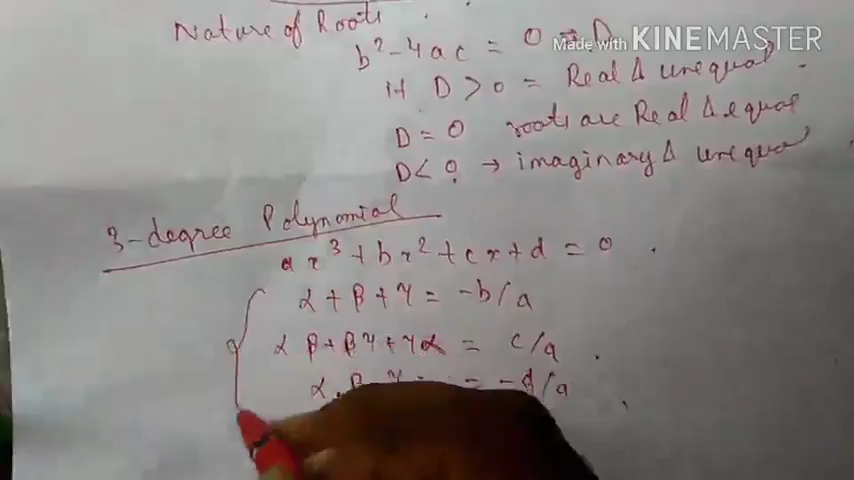 Nature of Roots
b² - 4ac = 0 = D
Made with KINEMASTER
If D > 0 = Real & unequal
D = 0 roots are Real & equal
D < 0 → imaginary & unequal
3-degree Polynomial
ax³ + bx² + cx + d = 0
α + β + γ = -b/a
αβ + βγ + γα = c/a
α . β . γ = -d/a